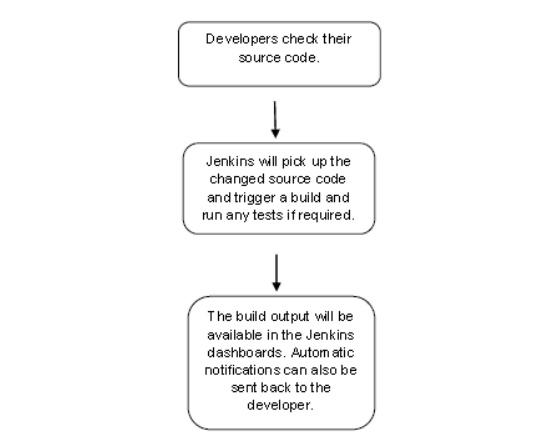 Developers check their
source code.
Jenkins will pick up the
changed source code
and trigger a build and
run any tests if required.
The build output will be
available in the Jenkins
dashboards. Automatic
notifications can also be
sent back to the
developer.